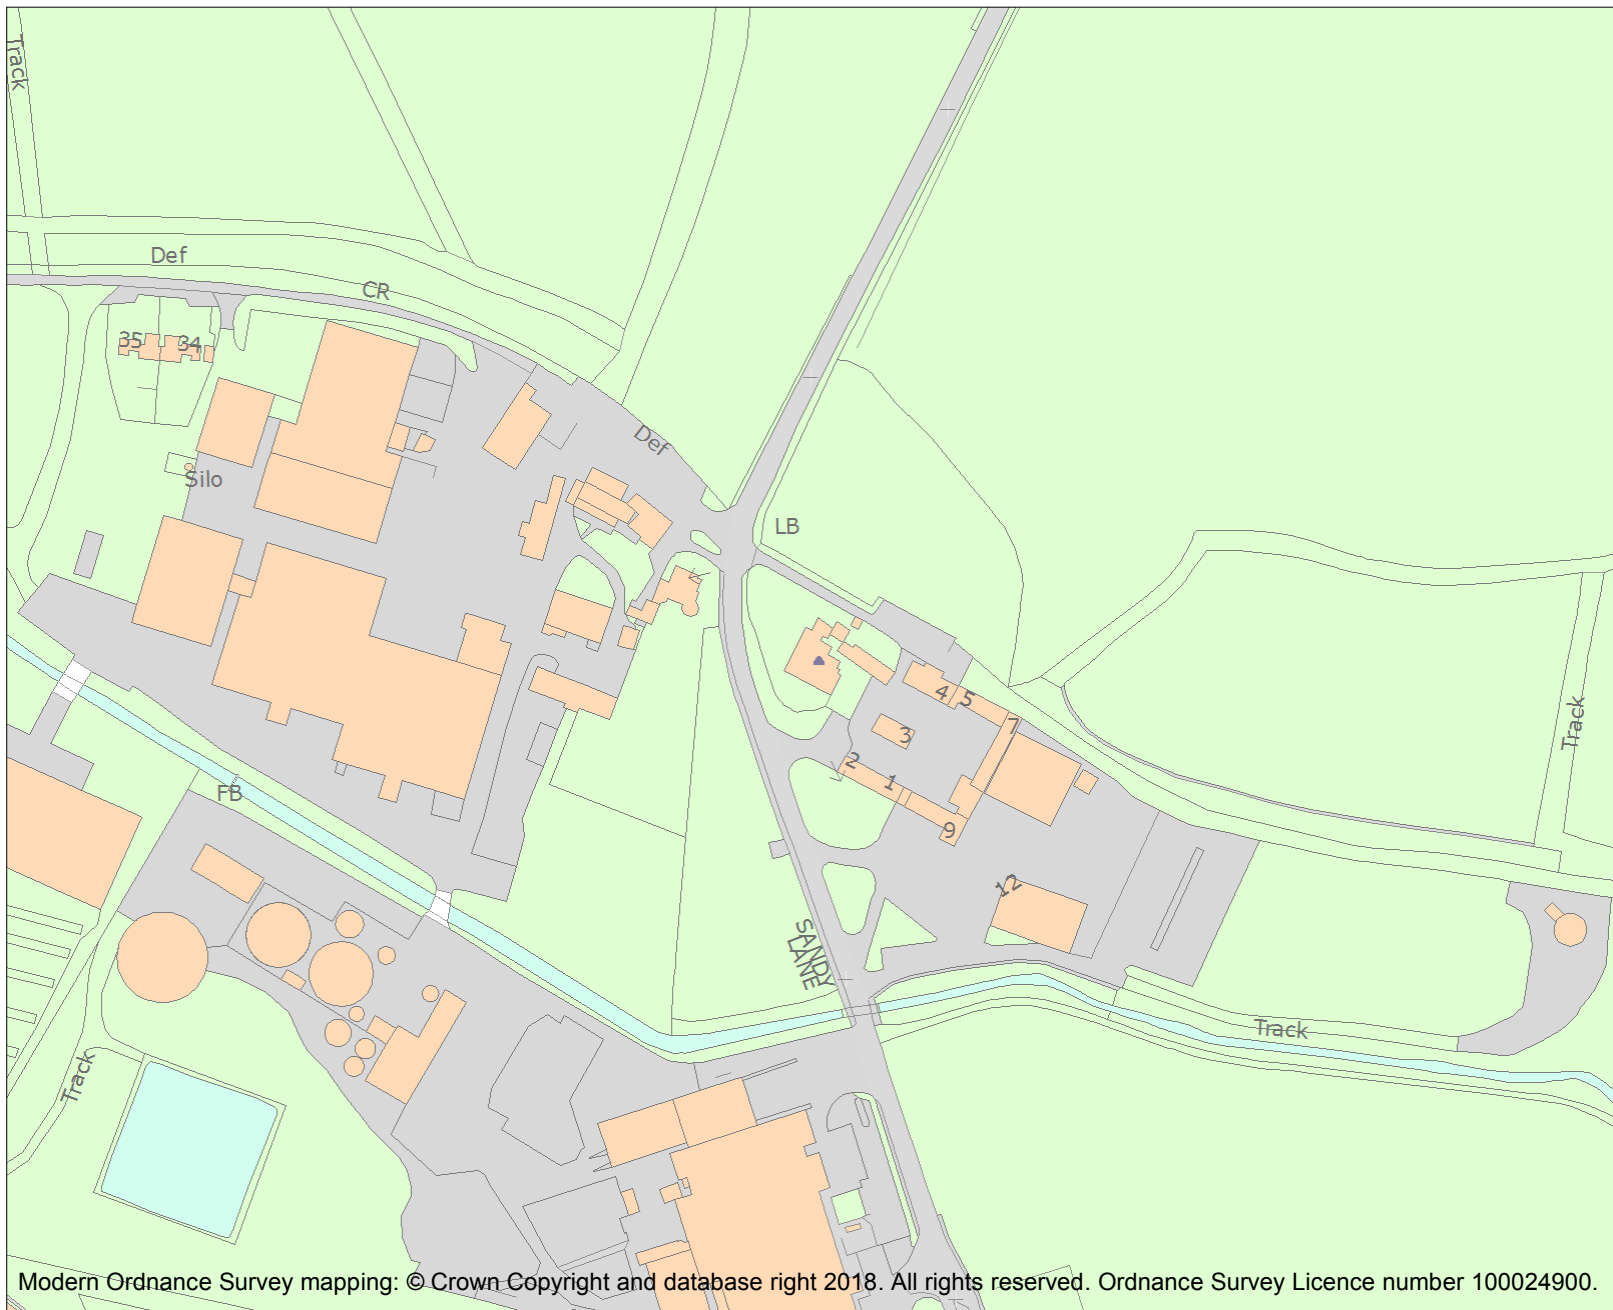 Track
Def
CR
35
34
Def
Silo
LB
4
5
7
3
2
1
9
Track
FB
12
SANDY
LANE
Track
Track
Modern Ordnance Survey mapping: © Crown Copyright and database right 2018. All rights reserved. Ordnance Survey Licence number 100024900.